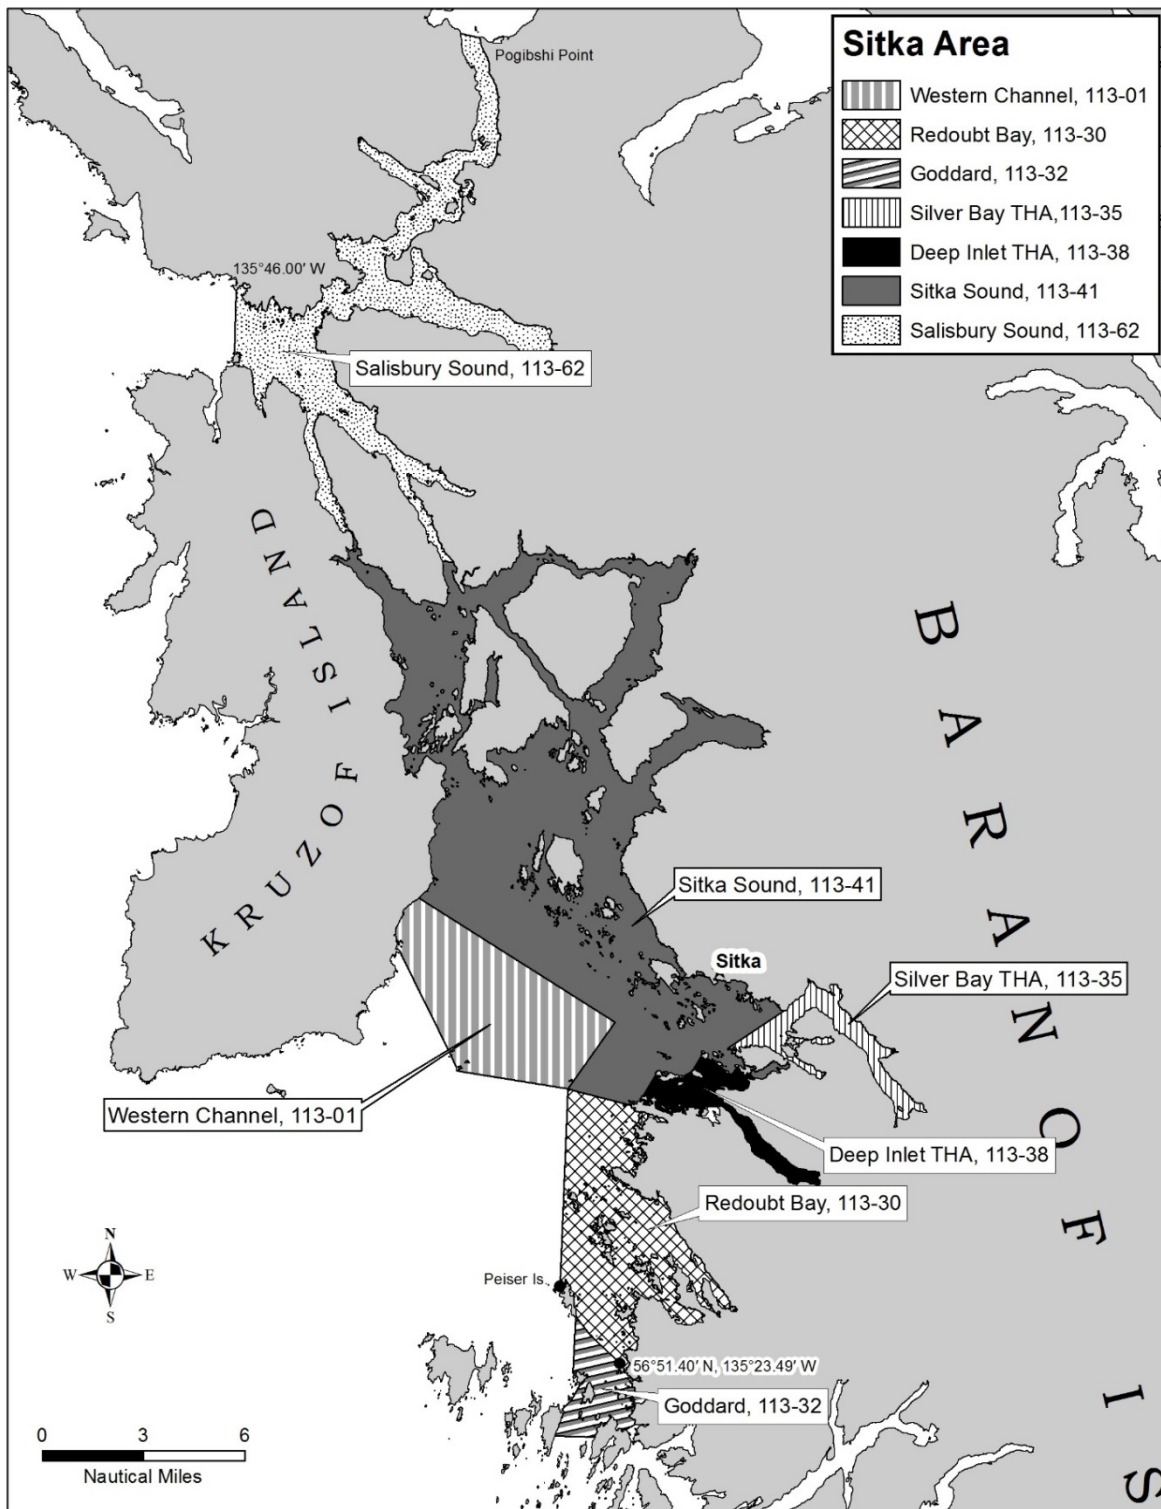 Pogibshi Point
Sitka Area
Western Channel, 113-01
Redoubt Bay, 113-30
Goddard, 113-32
Silver Bay THA,113-35
Deep Inlet THA, 113-38
Sitka Sound, 113-41
Salisbury Sound, 113-62
135°46.00' W
Salisbury Sound, 113-62
KRUZOF ISLAND
BARANOF IS
Sitka Sound, 113-41
Sitka
Silver Bay THA, 113-35
Western Channel, 113-01
Deep Inlet THA, 113-38
Redoubt Bay, 113-30
N
W E
S
Peiser Is.
56°51.40' N, 135°23.49' W
Goddard, 113-32
0 3 6
Nautical Miles